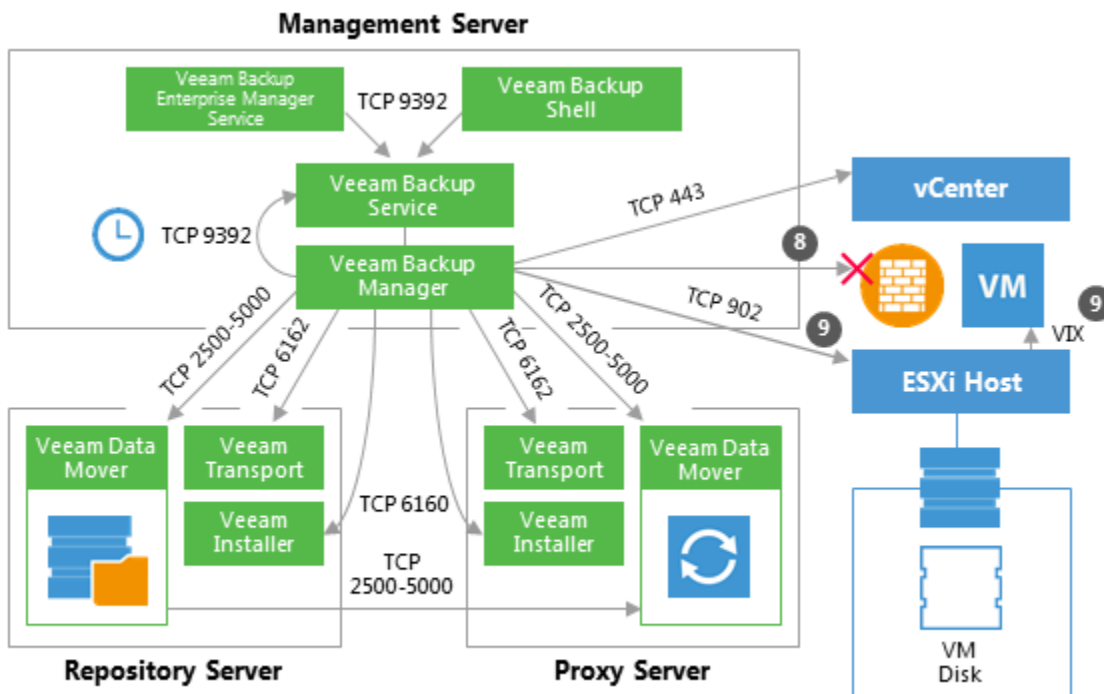 Management Server
Veeam Backup
Enterprise Manager
Service
TCP 9392
Veeam Backup
Shell
Veeam Backup
Service
TCP 9392
Veeam Backup
Manager
TCP 443
vCenter
8
VM
TCP 902
9
9
VIX
ESXi Host
TCP 2500-5000
TCP 6162
TCP 6162
TCP 2500-5000
Veeam Data
Mover
Veeam
Transport
Veeam
Installer
TCP 6160
TCP
2500-5000
Veeam
Transport
Veeam
Installer
Veeam Data
Mover
VM
Disk
Repository Server
Proxy Server